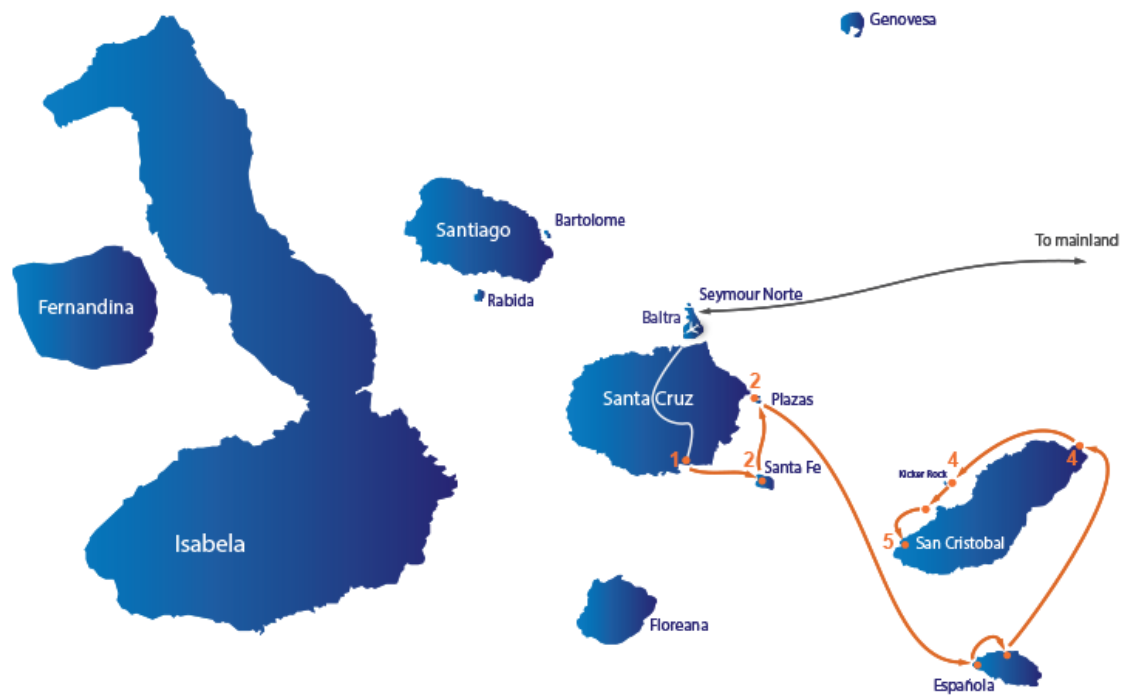 Genovesa
Bartolome
Santiago
To mainland
Fernandina
Rabida
Seymour Norte
Baltra
2
Santa Cruz
Plazas
1
2
Santa Fe
4
4
Kicker Rock
5
San Cristobal
Isabela
Floreana
Española